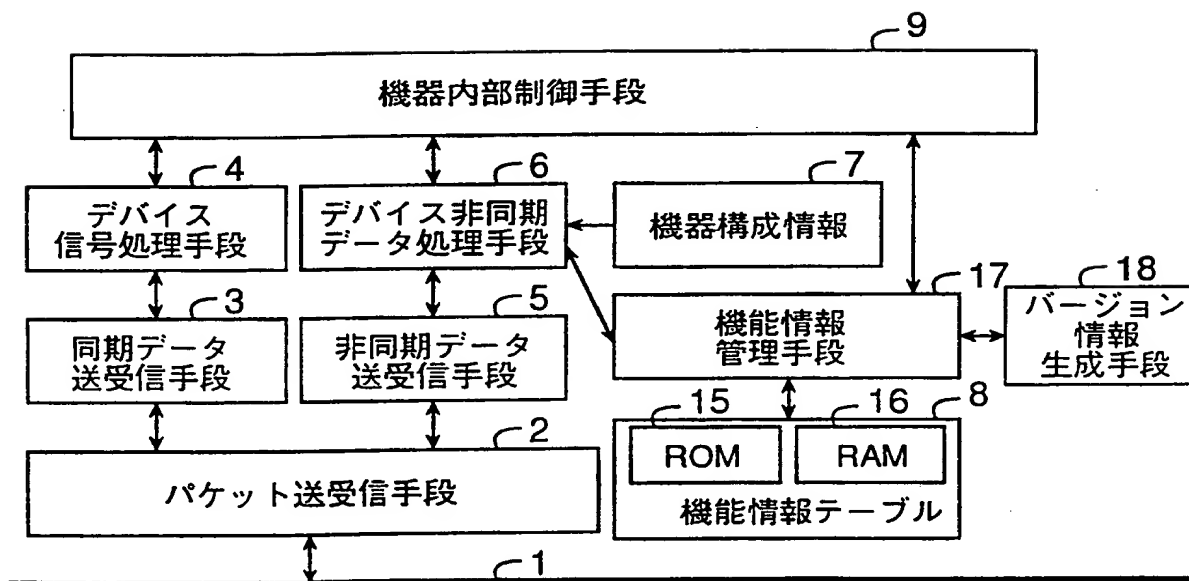 9
機器内部制御手段
4
デバイス
信号処理手段
6
デバイス非同期
データ処理手段
7
機器構成情報
3
同期データ
送受信手段
5
非同期データ
送受信手段
17
機能情報
管理手段
18
バージョン
情報
生成手段
2
パケット送受信手段
15
ROM
16
RAM
8
機能情報テーブル
1